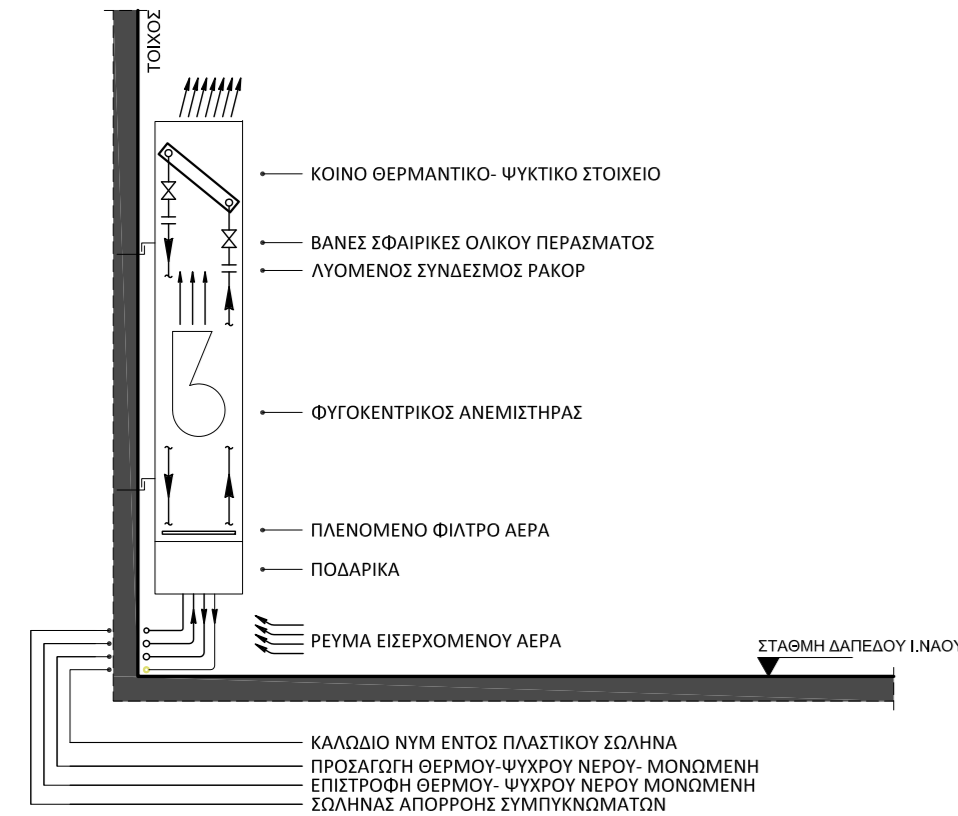 ΤΟΙΧΟΣ
ΚΟΙΝΟ ΘΕΡΜΑΝΤΙΚΟ- ΨΥΚΤΙΚΟ ΣΤΟΙΧΕΙΟ
ΒΑΝΕΣ ΣΦΑΙΡΙΚΕΣ ΟΛΙΚΟΥ ΠΕΡΑΣΜΑΤΟΣ
ΛΥΟΜΕΝΟΣ ΣΥΝΔΕΣΜΟΣ ΡΑΚΟΡ
ΦΥΓΟΚΕΝΤΡΙΚΟΣ ΑΝΕΜΙΣΤΗΡΑΣ
ΠΛΕΝΟΜΕΝΟ ΦΙΛΤΡΟ ΑΕΡΑ
ΠΟΔΑΡΙΚΑ
ΡΕΥΜΑ ΕΙΣΕΡΧΟΜΕΝΟΥ ΑΕΡΑ
ΣΤΑΘΜΗ ΔΑΠΕΔΟΥ Ι.ΝΑΟΥ
ΚΑΛΩΔΙΟ ΝΥΜ ΕΝΤΟΣ ΠΛΑΣΤΙΚΟΥ ΣΩΛΗΝΑ
ΠΡΟΣΑΓΩΓΗ ΘΕΡΜΟΥ-ΨΥΧΡΟΥ ΝΕΡΟΥ- ΜΟΝΩΜΕΝΗ
ΕΠΙΣΤΡΟΦΗ ΘΕΡΜΟΥ- ΨΥΧΡΟΥ ΝΕΡΟΥ ΜΟΝΩΜΕΝΗ
ΣΩΛΗΝΑΣ ΑΠΟΡΡΟΗΣ ΣΥΜΠΥΚΝΩΜΑΤΩΝ